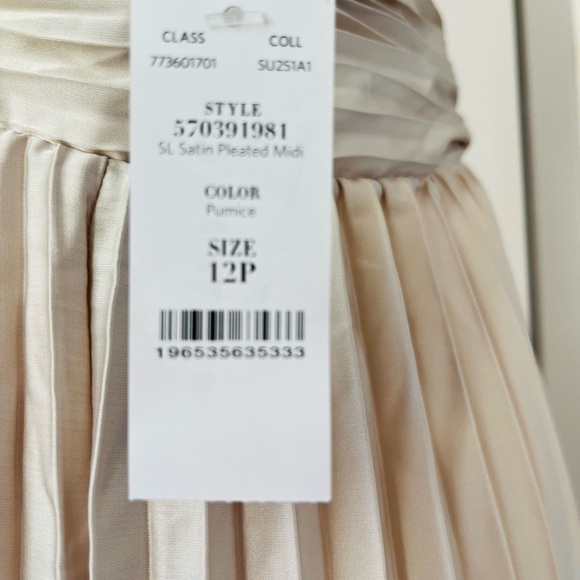 CLASS COLL
773601701 SU251A1
STYLE
570391981
SL Satin Pleated Midi
COLOR
Pumice
SIZE
12P
196535635333